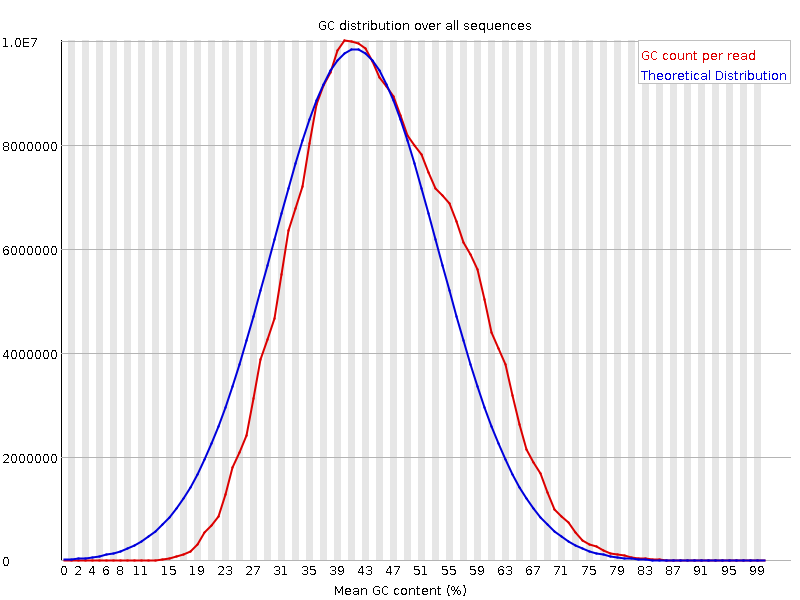 GC distribution over all sequences
1.0E7
GC count per read
Theoretical Distribution
8000000
6000000
4000000
2000000
0
0 2 4 6 8 11 15 19 23 27 31 35 39 43 47 51 55 59 63 67 71 75 79 83 87 91 95 99
Mean GC content (%)